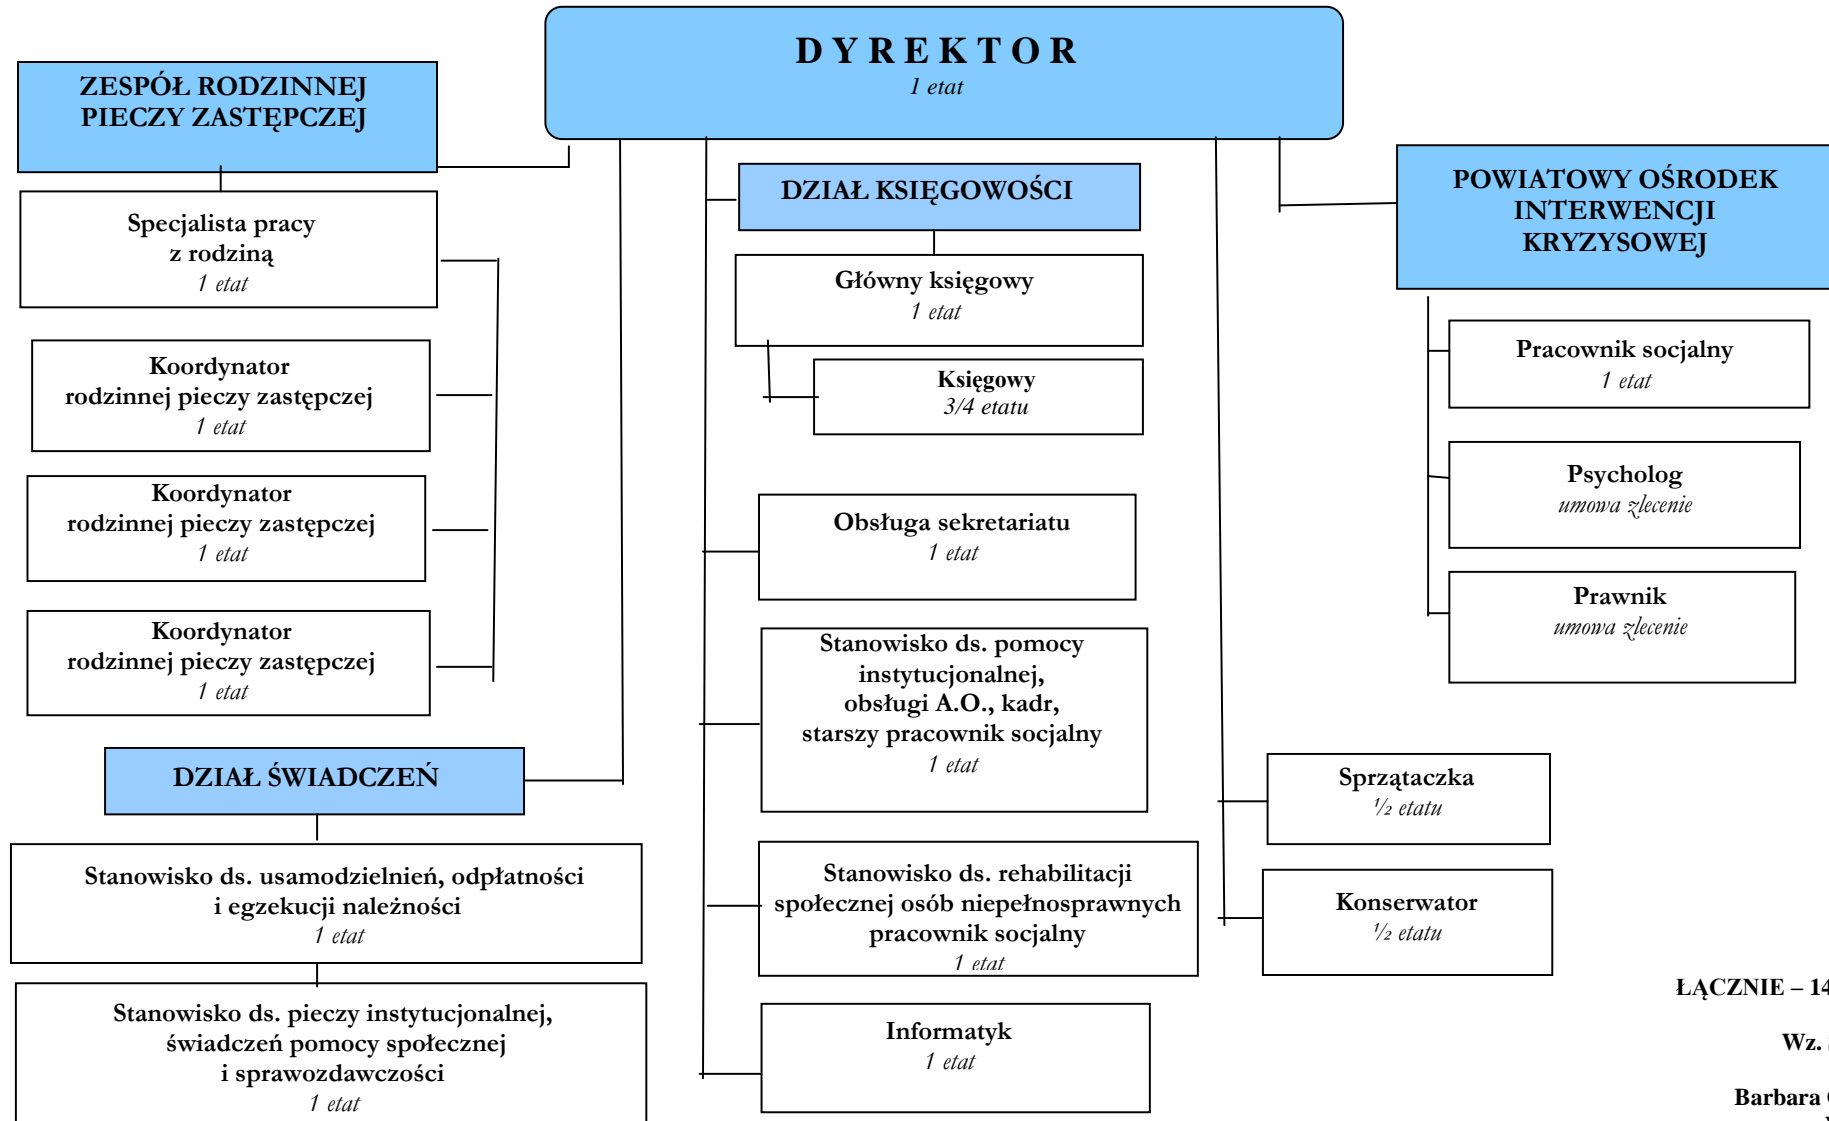 D Y R E K T O R
1 etat
ZESPÓŁ RODZINNEJ
PIECZY ZASTĘPCZEJ
Specjalista pracy
z rodziną
1 etat
Koordynator
rodzinnej pieczy zastępczej
1 etat
Koordynator
rodzinnej pieczy zastępczej
1 etat
Koordynator
rodzinnej pieczy zastępczej
1 etat
DZIAŁ ŚWIADCZEŃ
Stanowisko ds. usamodzielnień, odpłatności
i egzekucji należności
1 etat
Stanowisko ds. pieczy instytucjonalnej,
świadczeń pomocy społecznej
i sprawozdawczości
1 etat
DZIAŁ KSIĘGOWOŚCI
Główny księgowy
1 etat
Księgowy
3/4 etatu
Obsługa sekretariatu
1 etat
Stanowisko ds. pomocy
instytucjonalnej,
obsługi A.O., kadr,
starszy pracownik socjalny
1 etat
Stanowisko ds. rehabilitacji
społecznej osób niepełnosprawnych
pracownik socjalny
1 etat
Informatyk
1 etat
POWIATOWY OŚRODEK
INTERWENCJI
KRYZYSOWEJ
Pracownik socjalny
1 etat
Psycholog
umowa zlecenie
Prawnik
umowa zlecenie
Sprzątaczka
½ etatu
Konserwator
½ etatu
ŁĄCZNIE – 14
Wz.
Barbara